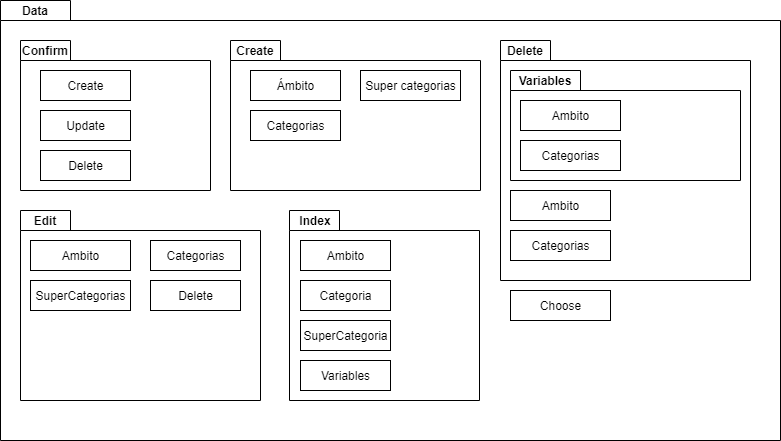 Data
Confirm
Create
Update
Delete
Create
Ámbito
Super categorias
Categorias
Delete
Variables
Ambito
Categorias
Ambito
Categorias
Edit
Ambito
Categorias
SuperCategorias
Delete
Index
Ambito
Categoria
SuperCategoria
Variables
Choose